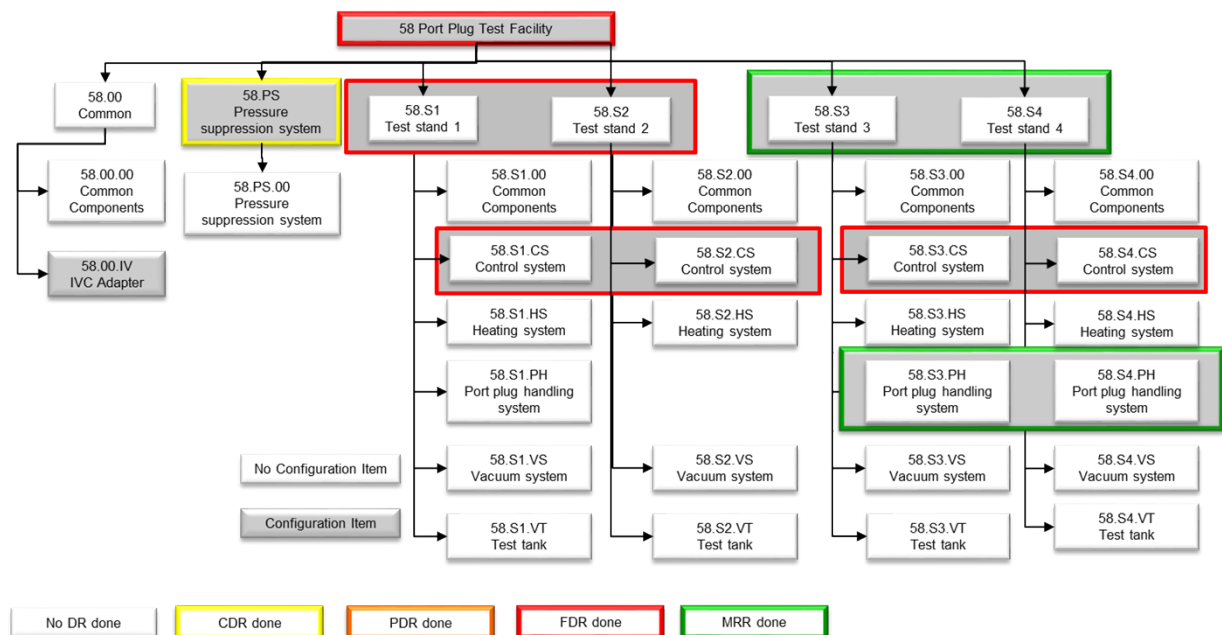 58 Port Plug Test Facility
58.00
Common
58.PS
Pressure
suppression system
58.S1
Test stand 1
58.S2
Test stand 2
58.S3
Test stand 3
58.S4
Test stand 4
58.00.00
Common
Components
58.PS.00
Pressure
suppression system
58.S1.00
Common
Components
58.S2.00
Common
Components
58.S3.00
Common
Components
58.S4.00
Common
Components
58.00.IV
IVC Adapter
58.S1.CS
Control system
58.S2.CS
Control system
58.S3.CS
Control system
58.S4.CS
Control system
58.S1.HS
Heating system
58.S2.HS
Heating system
58.S3.HS
Heating system
58.S4.HS
Heating system
58.S1.PH
Port plug handling
system
58.S3.PH
Port plug handling
system
58.S4.PH
Port plug handling
system
No Configuration Item
58.S1.VS
Vacuum system
58.S2.VS
Vacuum system
58.S3.VS
Vacuum system
58.S4.VS
Vacuum system
Configuration Item
58.S1.VT
Test tank
58.S2.VT
Test tank
58.S3.VT
Test tank
58.S4.VT
Test tank
No DR done
CDR done
PDR done
FDR done
MRR done